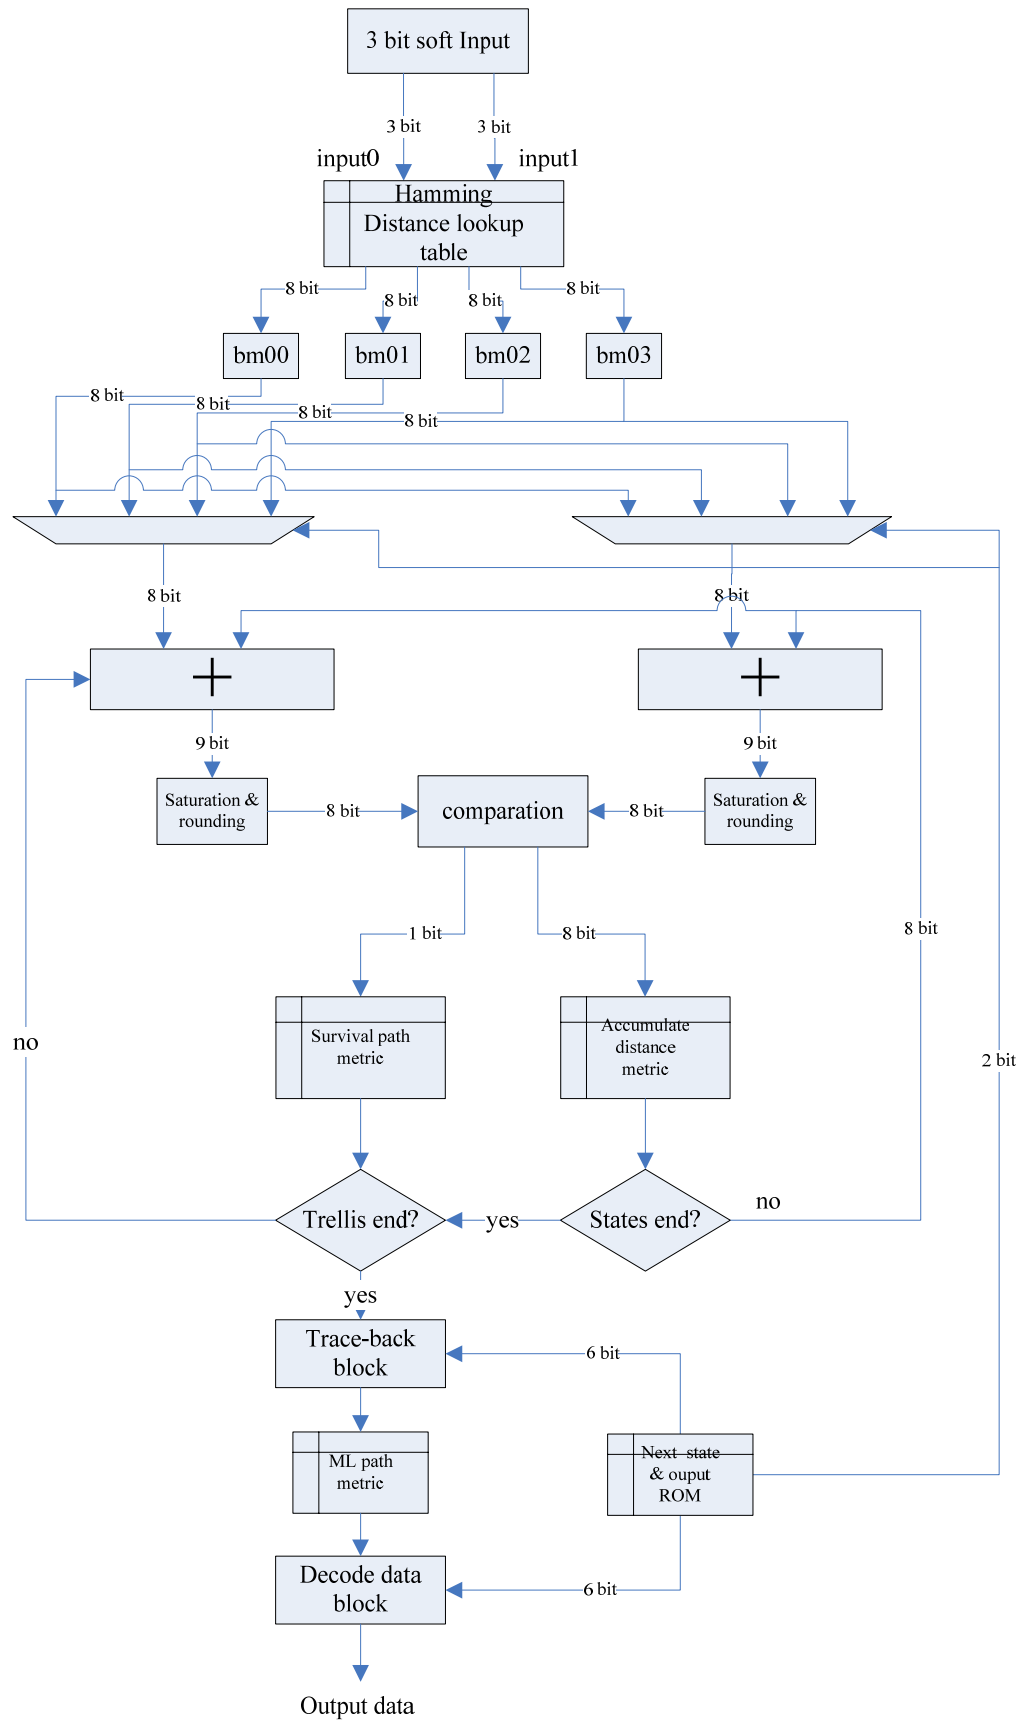 3 bit soft Input
3 bit
3 bit
input0
input1
Hamming
Distance lookup
table
8 bit
8 bit
8 bit
8 bit
bm00
bm01
bm02
bm03
8 bit
8 bit
8 bit
8 bit
8 bit
8 bit
+
+
9 bit
9 bit
Saturation &
rounding
8 bit
comparation
8 bit
Saturation &
rounding
1 bit
8 bit
8 bit
Survival path
metric
Accumulate
distance
metric
no
2 bit
Trellis end?
yes
States end?
no
yes
Trace-back
block
6 bit
ML path
metric
Next state
& ouput
ROM
Decode data
block
6 bit
Output data